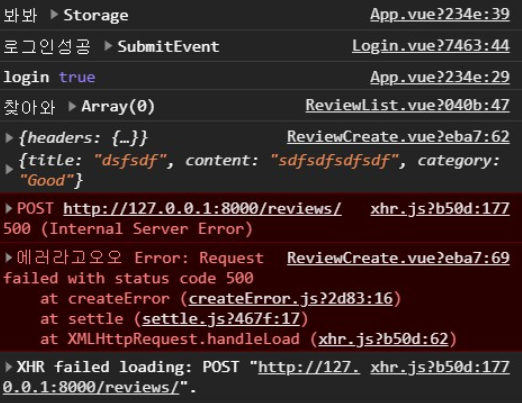 봐봐 ▶Storage App.vue?234e:39
로그인성공 ▶SubmitEvent Login.vue?7463:44
login true App.vue?234e:29
찾아와 ▶Array(0) ReviewList.vue?040b:47
▶{headers: {…}} ReviewCreate.vue?eba7:62
▶{title: "dsfsdf", content: "sdfsdfsdfsdf", category:
"Good"}
▶POST http://127.0.0.1:8000/reviews/ xhr.js?b50d:177
500 (Internal Server Error)
▶에러라고오오 Error: Request ReviewCreate.vue?eba7:69
failed with status code 500
at createError (createError.js?2d83:16)
at settle (settle.js?467f:17)
at XMLHttpRequest.handleLoad (xhr.js?b50d:62)
▶XHR failed loading: POST "http://127. xhr.js?b50d:177
0.0.1:8000/reviews/".